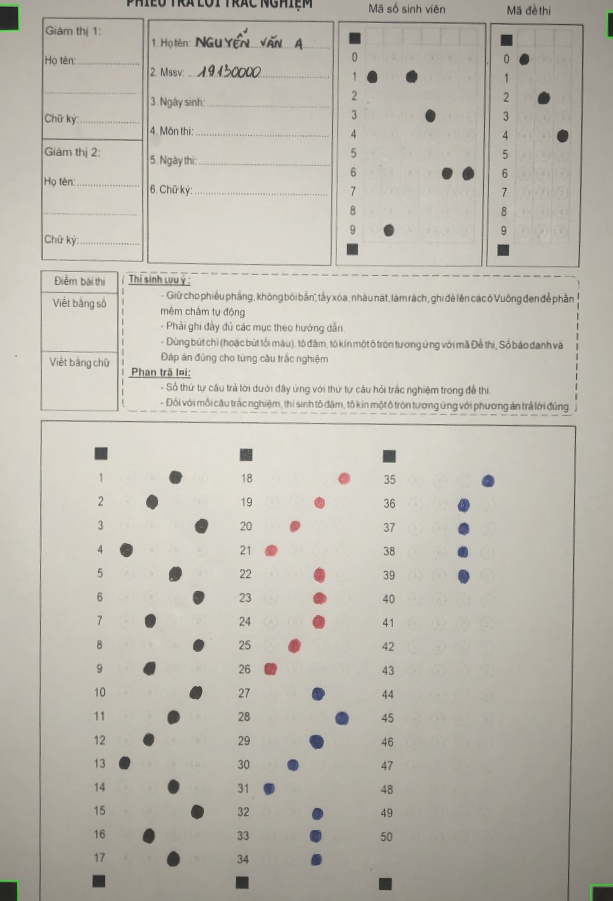 PHIẾU TRẢ LỜI TRẮC NGHIỆM
Giám thị 1:
Họ tên:
Chữ ký:
Giám thị 2:
Họ tên:
Chữ ký:
1. Họ tên: NGUYỄN VĂN A
2. Mssv: 19130000
3. Ngày sinh:
4. Môn thi:
5. Ngày thi:
6. Chữ ký:
Mã số sinh viên
0
1
2
3
4
5
6
7
8
9
Mã đề thi
0
1
2
3
4
5
6
7
8
9
Điểm bài thi
Viết bằng số
Viết bằng chữ
Thí sinh lưu ý:
- Giữ cho phiếu phẳng, không bôi bẩn, tẩy xóa, nhàu nát, làm rách, ghi đè lên các ô Vuông đen để phần
mềm chấm tự động
- Phải ghi đầy đủ các mục theo hướng dẫn.
- Dùng bút chì (hoặc bút tối màu), tô đậm, tô kín một ô tròn tương ứng với mã Đề thi, Số báo danh và
Đáp án đúng cho từng câu trắc nghiệm
Phần trả lời:
- Số thứ tự câu trả lời dưới đây ứng với thứ tự câu hỏi trắc nghiệm trong đề thi.
- Đối với mỗi câu trắc nghiệm, thí sinh tô đậm, tô kín một ô tròn tương ứng với phương án trả lời đúng.
1
2
3
4
5
6
7
8
9
10
11
12
13
14
15
16
17
18
19
20
21
22
23
24
25
26
27
28
29
30
31
32
33
34
35
36
37
38
39
40
41
42
43
44
45
46
47
48
49
50